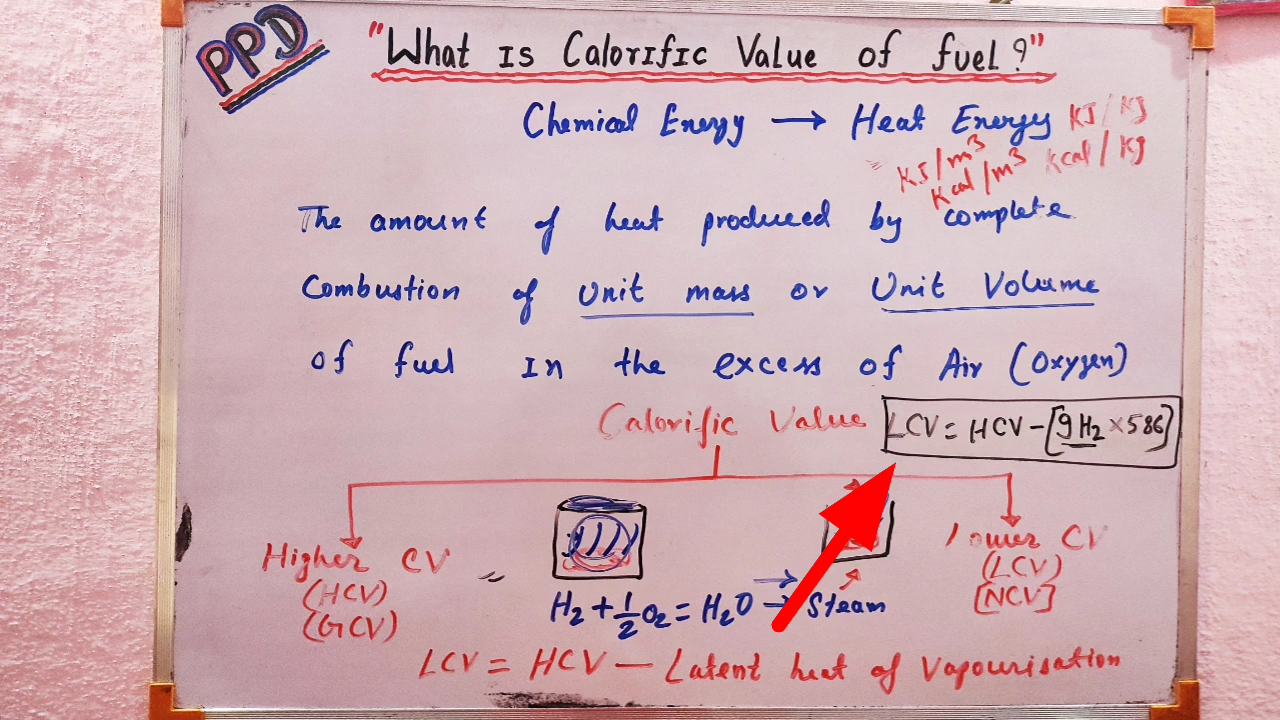 PPD
"What Is Calorific Value of fuel?"
Chemical Energy → Heat Energy KJ/Kg
KJ/m³ Kcal/m³ Kcal/Kg
The amount of heat produced by complete
Combustion of Unit mass or Unit Volume
of fuel In the excess of Air (Oxygen)
Calorific Value LCV = HCV - [9H₂ × 586]
Higher CV
(HCV)
(GCV)
Lower CV
(LCV)
[NCV]
H₂ + 1/2 O₂ = H₂O → Steam
LCV = HCV — Latent heat of Vapourisation